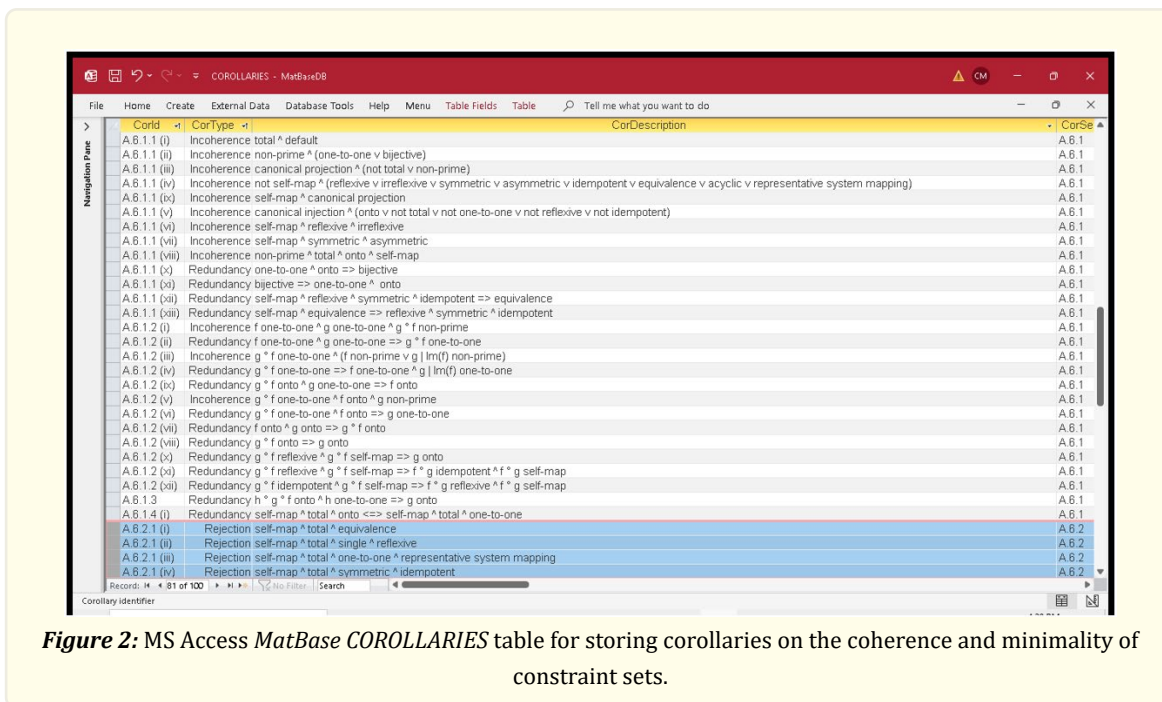 COROLLARIES - MatBaseDB
CM
File Home Create External Data Database Tools Help Menu Table Fields Table Tell me what you want to do
Navigation Pane
CorId CorType CorDescription CorSe
A.6.1.1 (i) Incoherence total ^ default A.6.1
A.6.1.1 (ii) Incoherence non-prime ^ (one-to-one v bijective) A.6.1
A.6.1.1 (iii) Incoherence canonical projection ^ (not total v non-prime) A.6.1
A.6.1.1 (iv) Incoherence not self-map ^ (reflexive v irreflexive v symmetric v asymmetric v idempotent v equivalence v acyclic v representative system mapping) A.6.1
A.6.1.1 (ix) Incoherence self-map ^ canonical projection A.6.1
A.6.1.1 (v) Incoherence canonical injection ^ (onto v not total v not one-to-one v not reflexive v not idempotent) A.6.1
A.6.1.1 (vi) Incoherence self-map ^ reflexive ^ irreflexive A.6.1
A.6.1.1 (vii) Incoherence self-map ^ symmetric ^ asymmetric A.6.1
A.6.1.1 (viii) Incoherence non-prime ^ total ^ onto ^ self-map A.6.1
A.6.1.1 (x) Redundancy one-to-one ^ onto => bijective A.6.1
A.6.1.1 (xi) Redundancy bijective => one-to-one ^ onto A.6.1
A.6.1.1 (xii) Redundancy self-map ^ reflexive ^ symmetric ^ idempotent => equivalence A.6.1
A.6.1.1 (xiii) Redundancy self-map ^ equivalence => reflexive ^ symmetric ^ idempotent A.6.1
A.6.1.2 (i) Incoherence f one-to-one ^ g one-to-one ^ g ° f non-prime A.6.1
A.6.1.2 (ii) Redundancy f one-to-one ^ g one-to-one => g ° f one-to-one A.6.1
A.6.1.2 (iii) Incoherence g ° f one-to-one ^ (f non-prime v g | Im(f) non-prime) A.6.1
A.6.1.2 (iv) Redundancy g ° f one-to-one => f one-to-one ^ g | Im(f) one-to-one A.6.1
A.6.1.2 (ix) Redundancy g ° f onto ^ g one-to-one => f onto A.6.1
A.6.1.2 (v) Incoherence g ° f one-to-one ^ f onto ^ g non-prime A.6.1
A.6.1.2 (vi) Redundancy g ° f one-to-one ^ f onto => g one-to-one A.6.1
A.6.1.2 (vii) Redundancy f onto ^ g onto => g ° f onto A.6.1
A.6.1.2 (viii) Redundancy g ° f onto => g onto A.6.1
A.6.1.2 (x) Redundancy g ° f reflexive ^ g ° f self-map => g onto A.6.1
A.6.1.2 (xi) Redundancy g ° f reflexive ^ g ° f self-map => f ° g idempotent ^ f ° g self-map A.6.1
A.6.1.2 (xii) Redundancy g ° f idempotent ^ g ° f self-map => f ° g reflexive ^ f ° g self-map A.6.1
A.6.1.3 Redundancy h ° g ° f onto ^ h one-to-one => g onto A.6.1
A.6.1.4 (i) Redundancy self-map ^ total ^ onto <=> self-map ^ total ^ one-to-one A.6.1
A.6.2.1 (i) Rejection self-map ^ total ^ equivalence A.6.2
A.6.2.1 (ii) Rejection self-map ^ total ^ single ^ reflexive A.6.2
A.6.2.1 (iii) Rejection self-map ^ total ^ one-to-one ^ representative system mapping A.6.2
A.6.2.1 (iv) Rejection self-map ^ total ^ symmetric ^ idempotent A.6.2
Record: 81 of 100 No Filter Search
Corollary identifier
Figure 2: MS Access MatBase COROLLARIES table for storing corollaries on the coherence and minimality of
constraint sets.